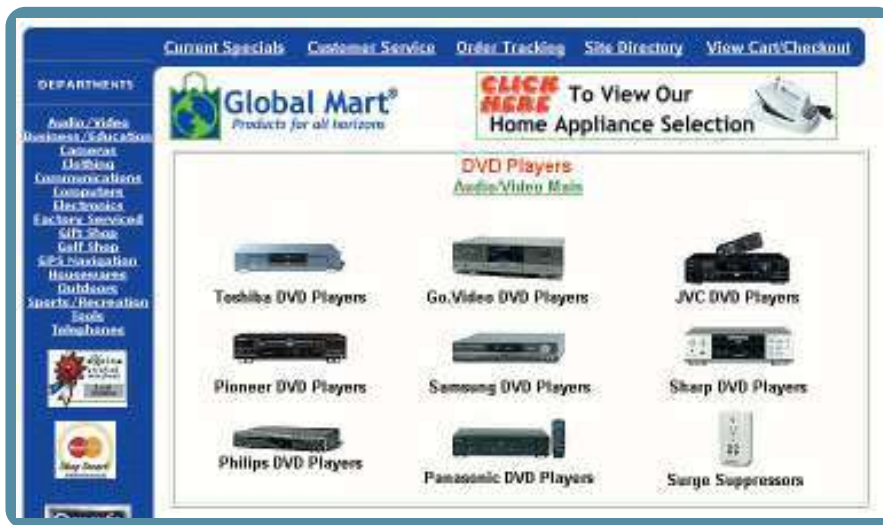 Current Specials Customer Service Order Tracking Site Directory View Cart/Checkout
DEPARTMENTS
Audio/Video
Business/Education
Cameras
Clothing
Communications
Computers
Electronics
Factory Serviced
Gift Shop
Golf Shop
GPS Navigation
Housewares
Outdoors
Sports/Recreation
Tools
Telephones
Global Mart®
Products for all horizons
CLICK HERE To View Our
Home Appliance Selection
DVD Players
Audio/Video Main
Toshiba DVD Players Go.Video DVD Players JVC DVD Players
Pioneer DVD Players Samsung DVD Players Sharp DVD Players
Philips DVD Players Panasonic DVD Players Surge Suppressors
MasterCard
Shop Smart!